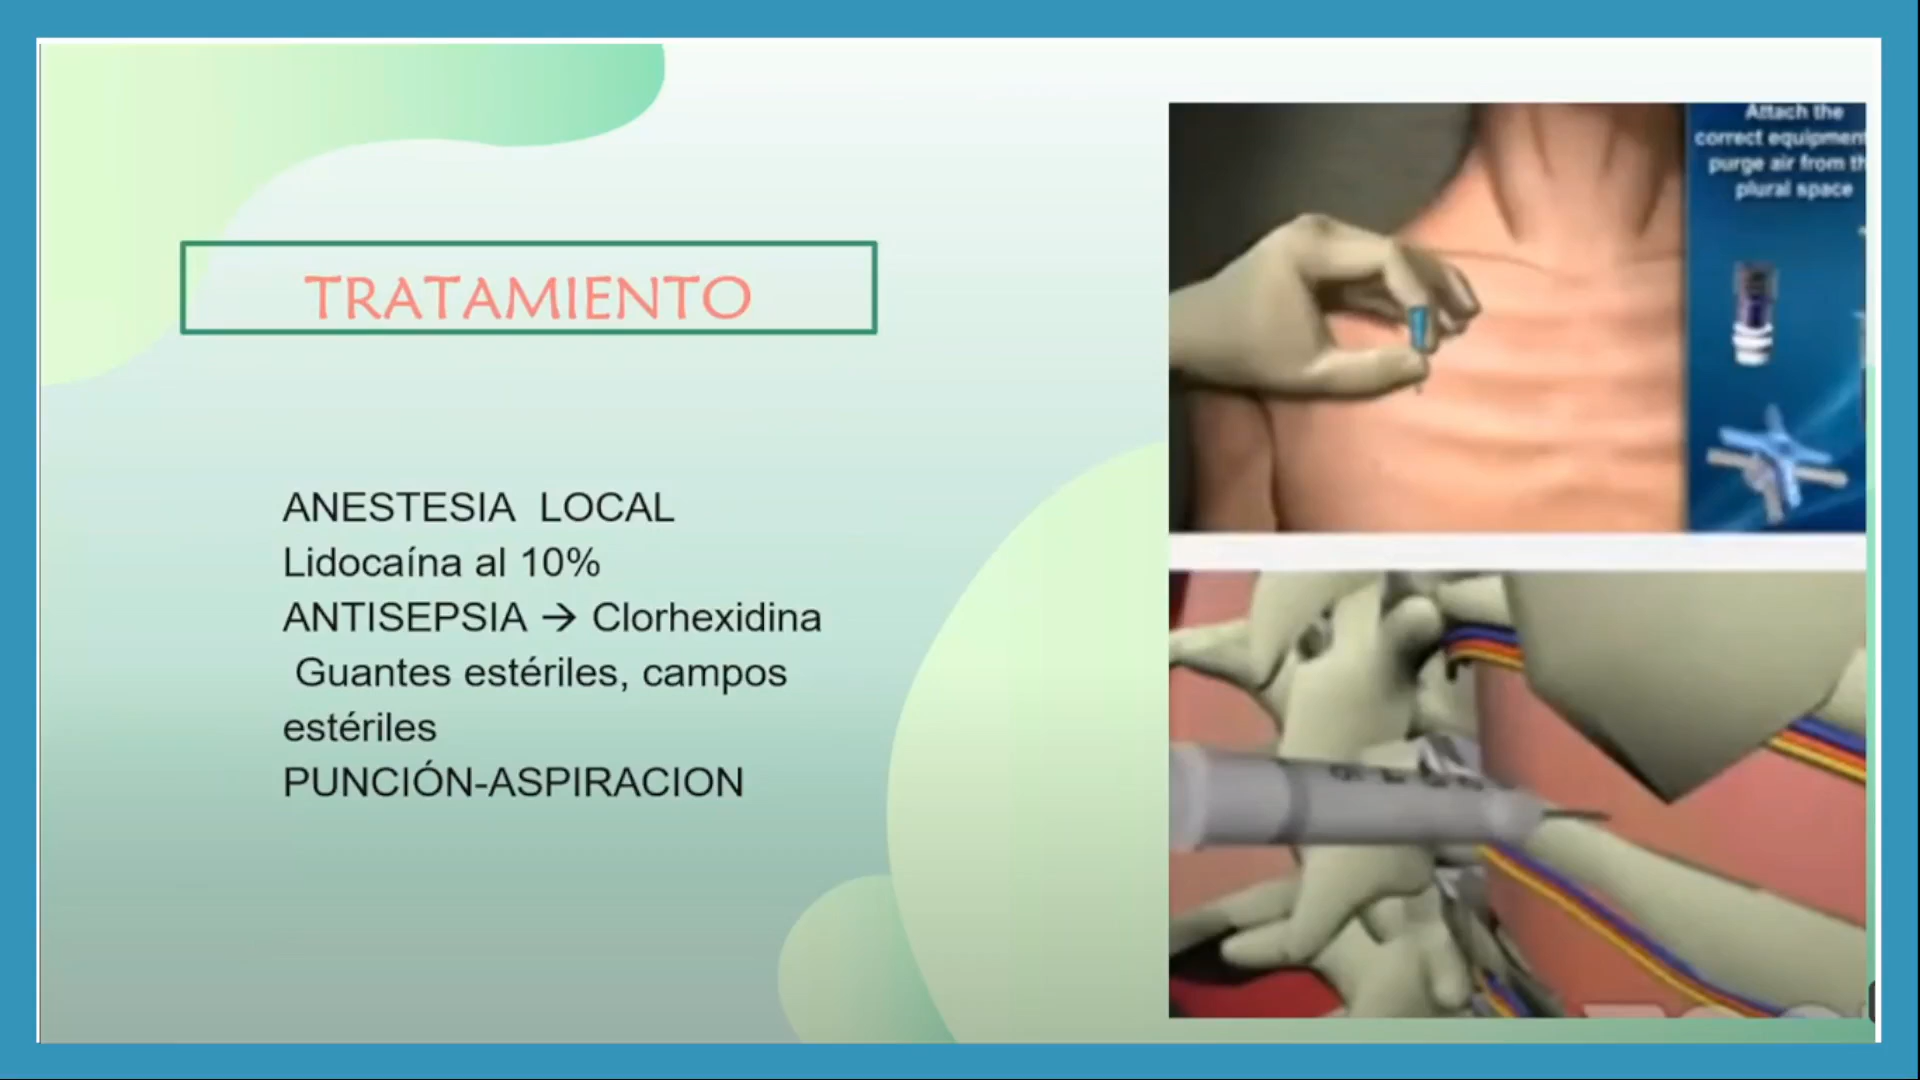 TRATAMIENTO
ANESTESIA LOCAL
Lidocaína al 10%
ANTISEPSIA → Clorhexidina
Guantes estériles, campos
estériles
PUNCIÓN-ASPIRACION
Attach the
correct equipment
purge air from th
plural space